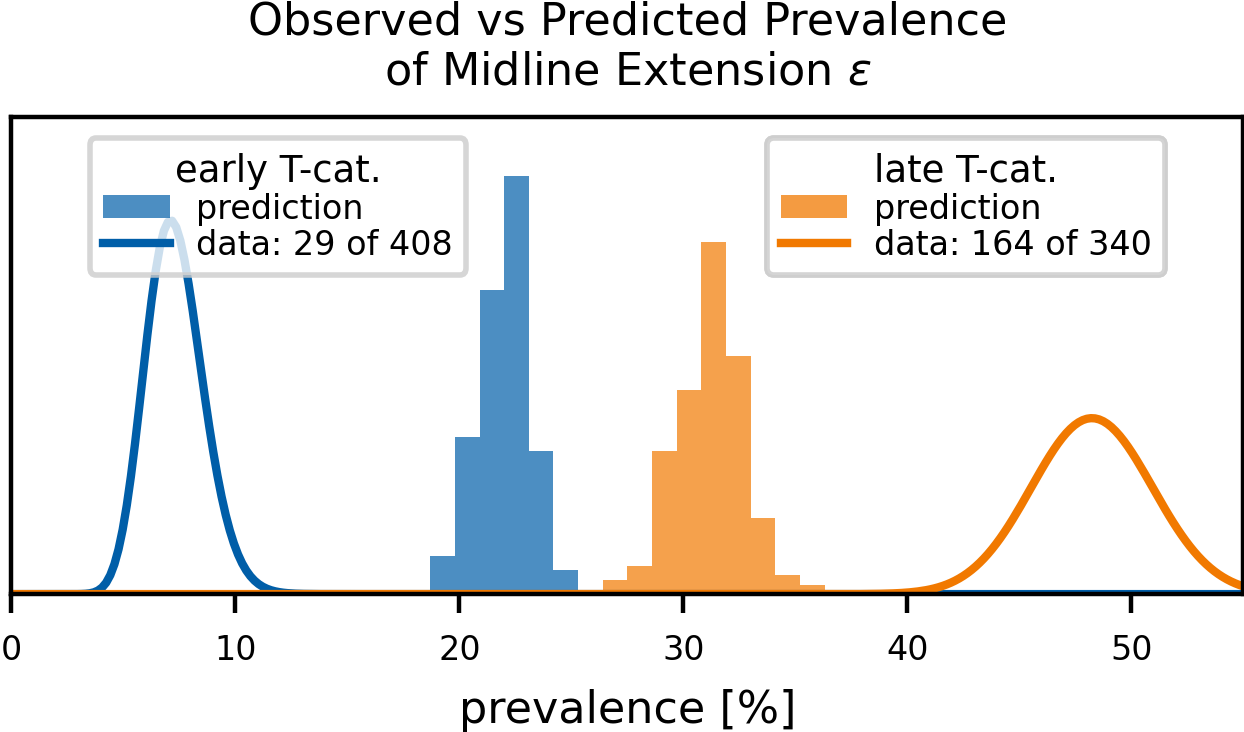 Observed vs Predicted Prevalence
of Midline Extension ε
early T-cat.
prediction
data: 29 of 408
late T-cat.
prediction
data: 164 of 340
0 10 20 30 40 50
prevalence [%]